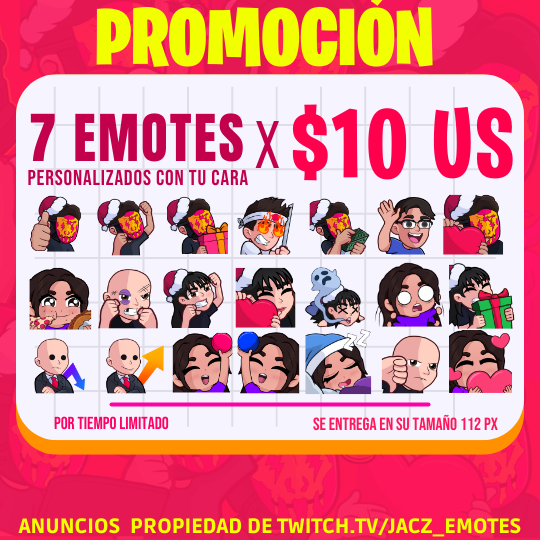 PROMOCIÓN
7 EMOTES X $10 US
PERSONALIZADOS CON TU CARA
POR TIEMPO LIMITADO
SE ENTREGA EN SU TAMAÑO 112 PX
ANUNCIOS PROPIEDAD DE TWITCH.TV/JACZ_EMOTES